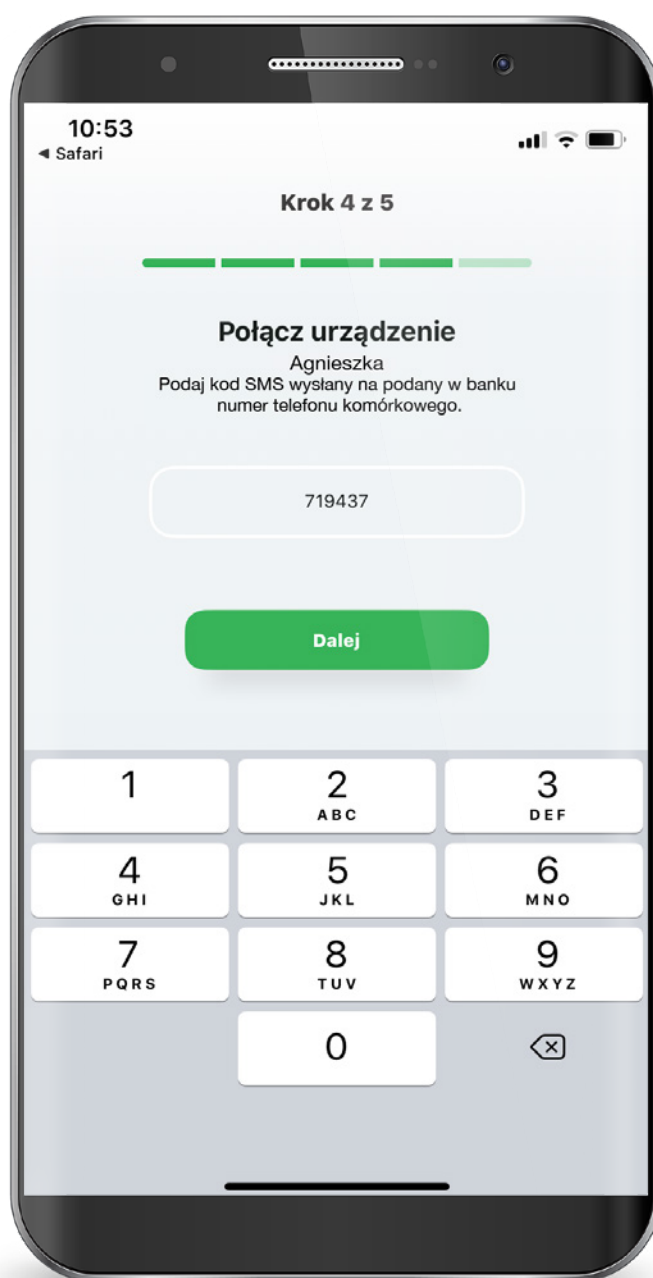 10:53
◀ Safari
Krok 4 z 5
Połącz urządzenie
Agnieszka
Podaj kod SMS wysłany na podany w banku
numer telefonu komórkowego.
719437
Dalej
1 2 3
ABC DEF
4 5 6
GHI JKL MNO
7 8 9
PQRS TUV WXYZ
0